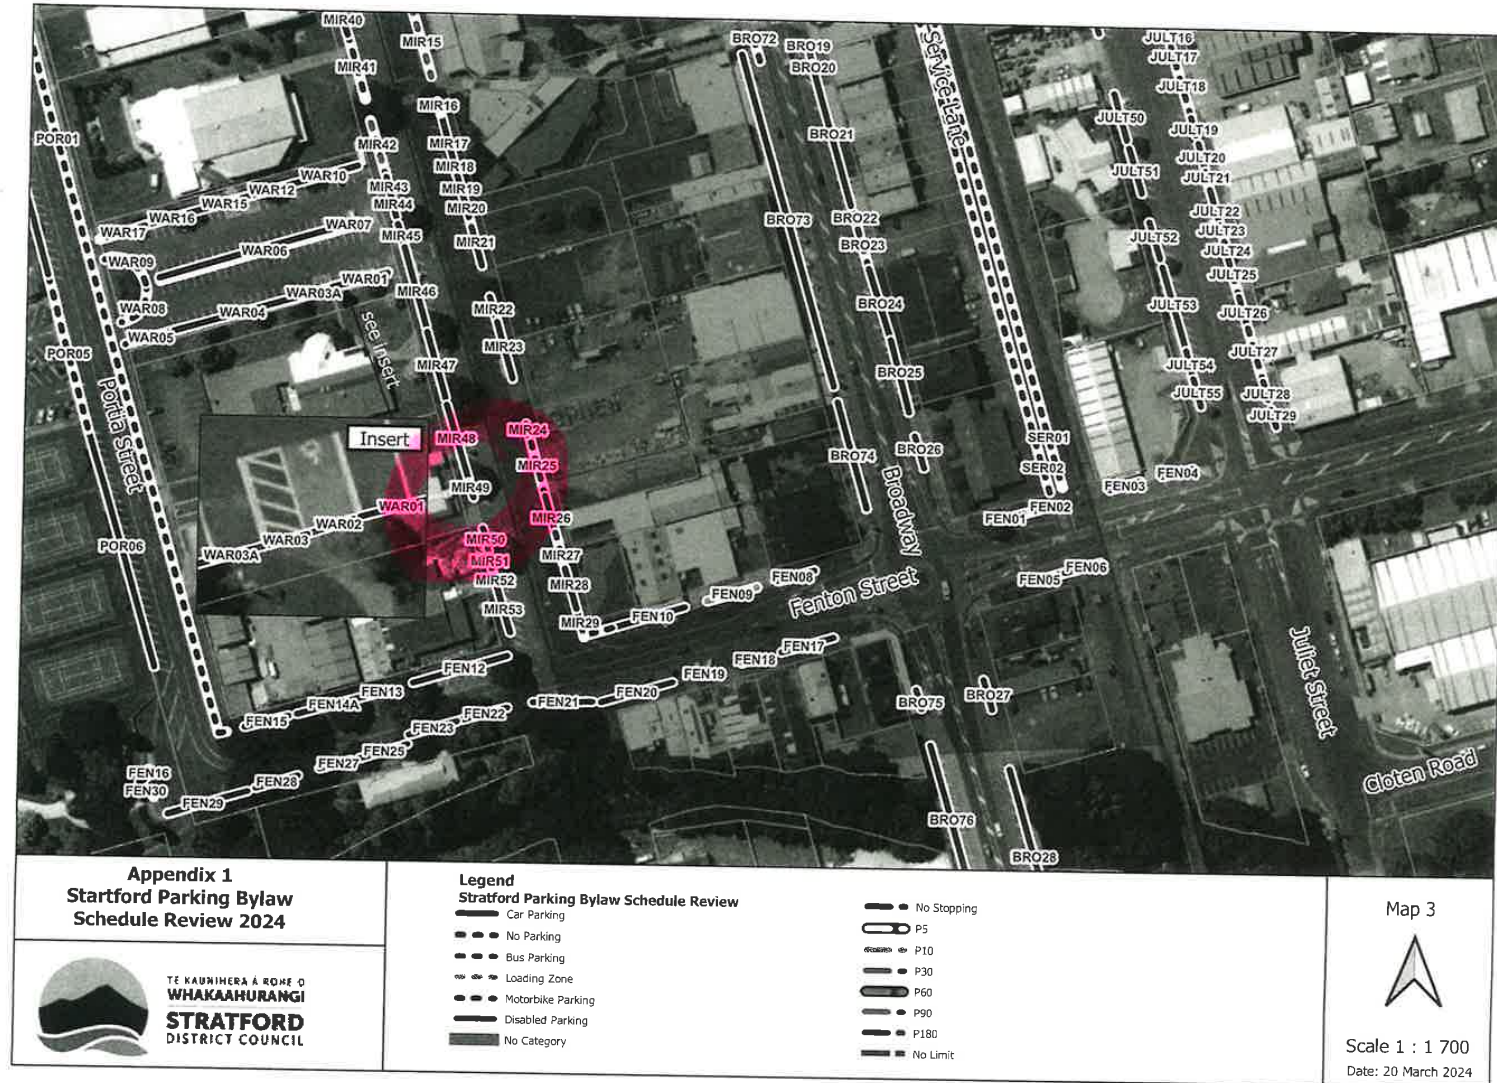 MIR40
MIR41
MIR42
MIR43
MIR44
MIR45
MIR46
MIR47
MIR48
MIR49
MIR50
MIR51
MIR52
MIR53
MIR15
MIR16
MIR17
MIR18
MIR19
MIR20
MIR21
MIR22
MIR23
MIR24
MIR25
MIR26
MIR27
MIR28
MIR29
POR01
POR05
POR06
Portia Street
WAR10
WAR12
WAR15
WAR16
WAR17
WAR07
WAR06
WAR09
WAR08
WAR01
WAR03A
WAR04
WAR05
see insert
Insert
WAR01
WAR02
WAR03
WAR03A
BRO72
BRO73
BRO74
BRO19
BRO20
BRO21
BRO22
BRO23
BRO24
BRO25
BRO26
Broadway
BRO75
BRO27
BRO76
BRO28
Service Lane
SER01
SER02
JULT16
JULT17
JULT18
JULT19
JULT20
JULT21
JULT22
JULT23
JULT24
JULT25
JULT26
JULT27
JULT28
JULT29
JULT50
JULT51
JULT52
JULT53
JULT54
JULT55
FEN04
FEN03
FEN02
FEN01
FEN06
FEN05
FEN08
FEN09
FEN10
Fenton Street
FEN12
FEN13
FEN14A
FEN15
FEN17
FEN18
FEN19
FEN20
FEN21
FEN22
FEN23
FEN25
FEN27
FEN28
FEN29
FEN16
FEN30
Juliet Street
Cloten Road
Appendix 1
Startford Parking Bylaw
Schedule Review 2024
TE KAUNIHERA Ā ROHE O
WHAKAAHURANGI
STRATFORD
DISTRICT COUNCIL
Legend
Stratford Parking Bylaw Schedule Review
Car Parking
No Parking
Bus Parking
Loading Zone
Motorbike Parking
Disabled Parking
No Category
No Stopping
P5
P10
P30
P60
P90
P180
No Limit
Map 3
Scale 1 : 1 700
Date: 20 March 2024